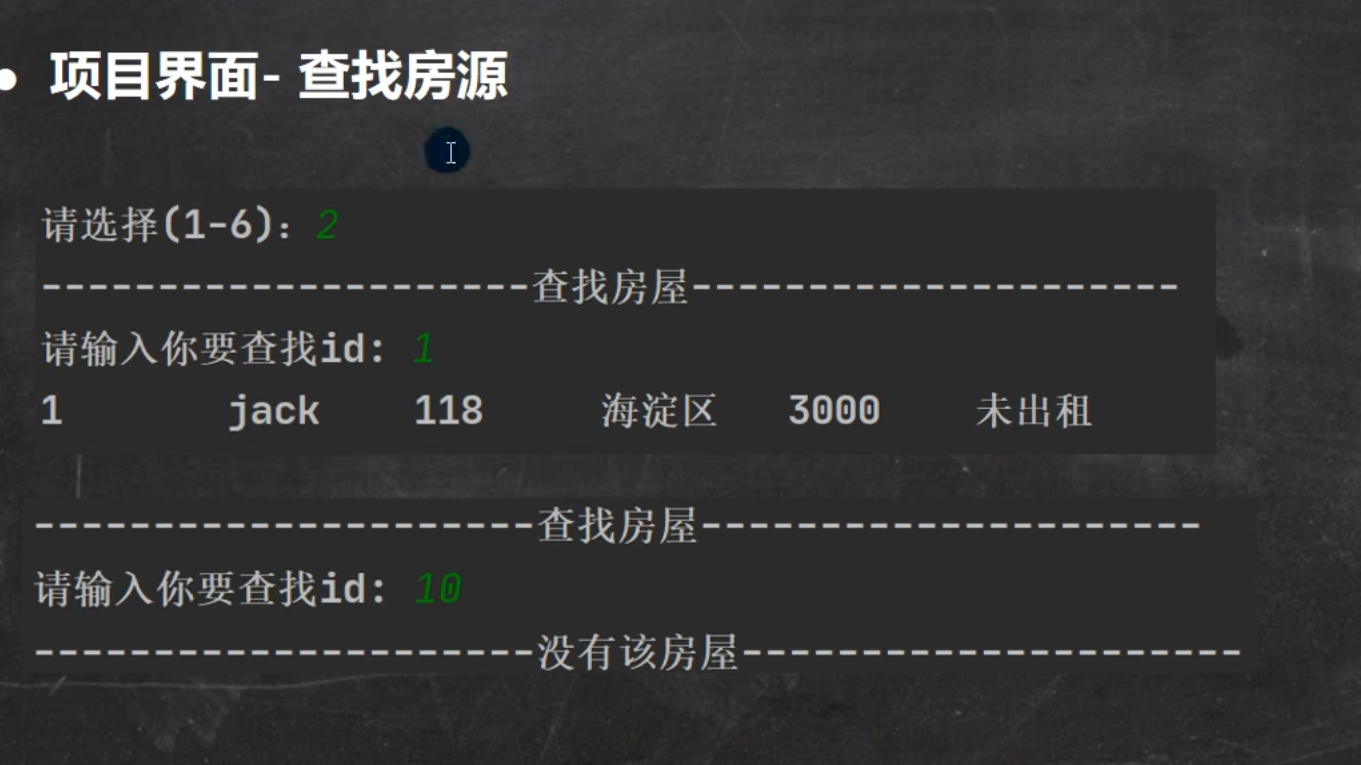 • 项目界面- 查找房源
请选择(1-6)：2
---------------------查找房屋---------------------
请输入你要查找id: 1
1 jack 118 海淀区 3000 未出租
---------------------查找房屋---------------------
请输入你要查找id: 10
---------------------没有该房屋---------------------